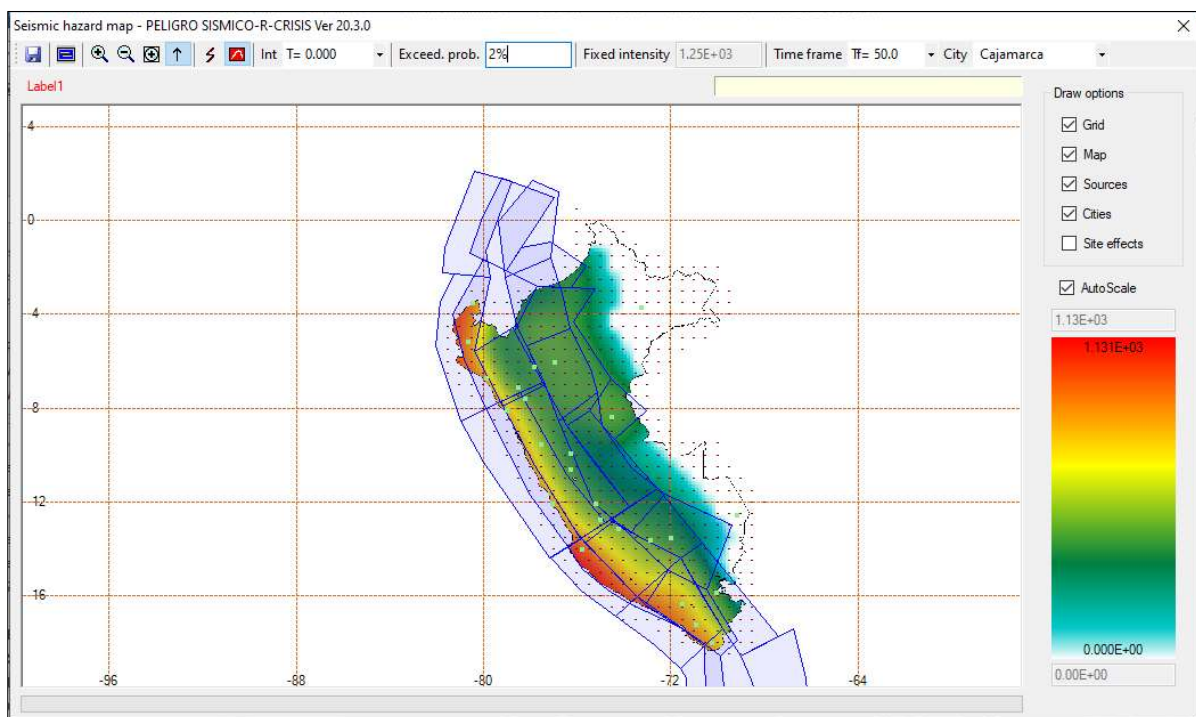 Seismic hazard map - PELIGRO SISMICO-R-CRISIS Ver 20.3.0
Int T= 0.000 Exceed. prob. 2% Fixed intensity 1.25E+03 Time frame Tf= 50.0 City Cajamarca
Label1
Draw options
Grid
Map
Sources
Cities
Site effects
AutoScale
1.13E+03
1.131E+03
0.000E+00
0.00E+00
4
0
-4
-8
-12
-16
-96 -88 -80 -72 -64